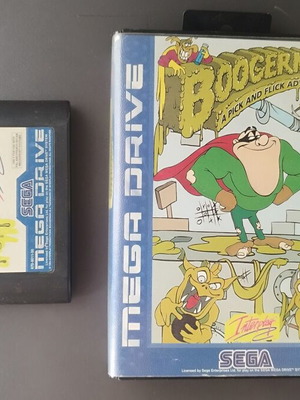 BOOGERM
A PICK AND FLICK AD
MEGA DRIVE
Interplay
SEGA
SEGA
MEGA DRIVE